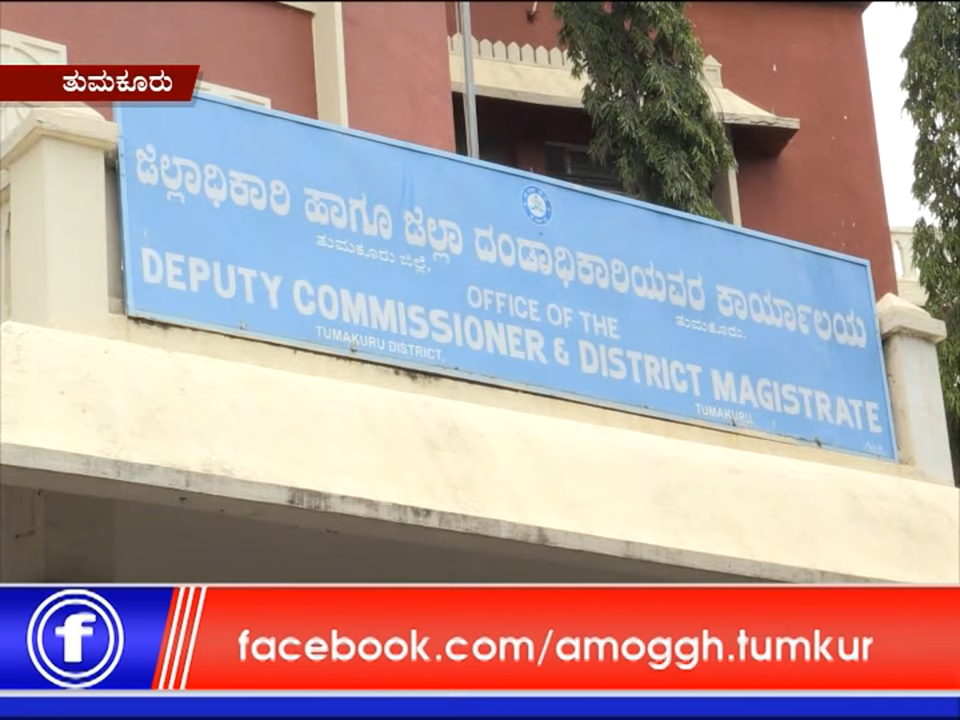 ತುಮಕೂರು
ಜಿಲ್ಲಾಧಿಕಾರಿ ಹಾಗೂ ಜಿಲ್ಲಾ ದಂಡಾಧಿಕಾರಿಯವರ ಕಾರ್ಯಾಲಯ
ತುಮಕೂರು ಜಿಲ್ಲೆ,
ತುಮಕೂರು.
OFFICE OF THE
DEPUTY COMMISSIONER & DISTRICT MAGISTRATE
TUMAKURU DISTRICT,
TUMAKURU.
f facebook.com/amoggh.tumkur